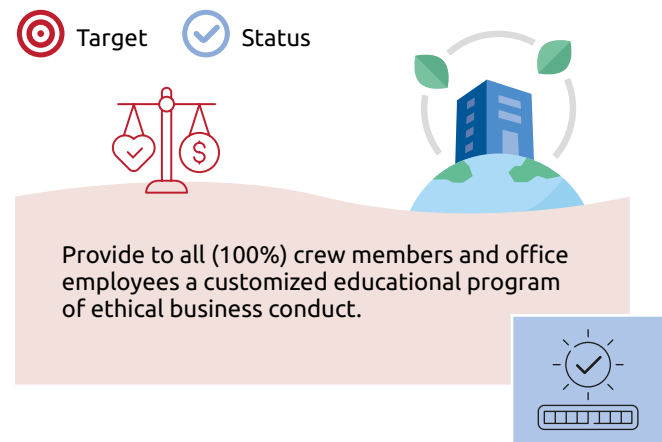 Target
Status
$
Provide to all (100%) crew members and office
employees a customized educational program
of ethical business conduct.